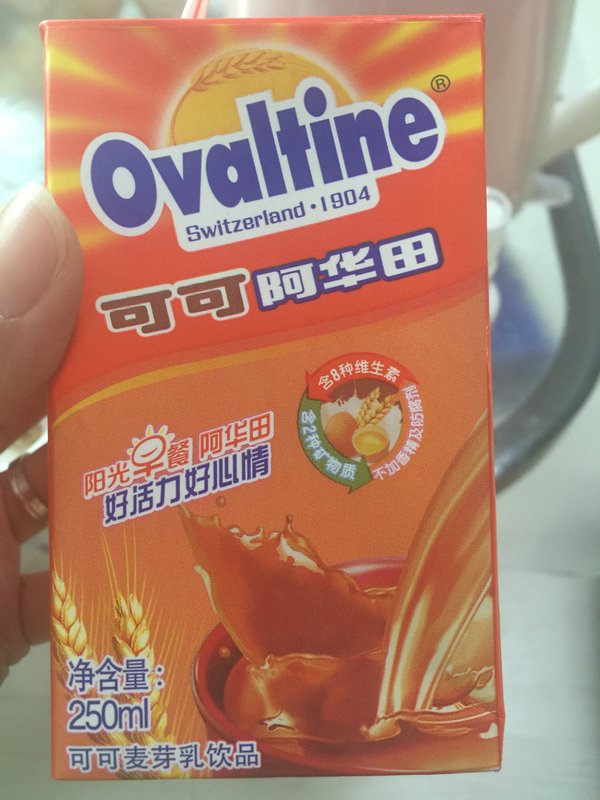 Ovaltine®
Switzerland·1904
可可阿华田
含8种维生素
含2种矿物质
不加香精及防腐剂
阳光早餐 阿华田
好活力好心情
净含量:
250ml
可可麦芽乳饮品